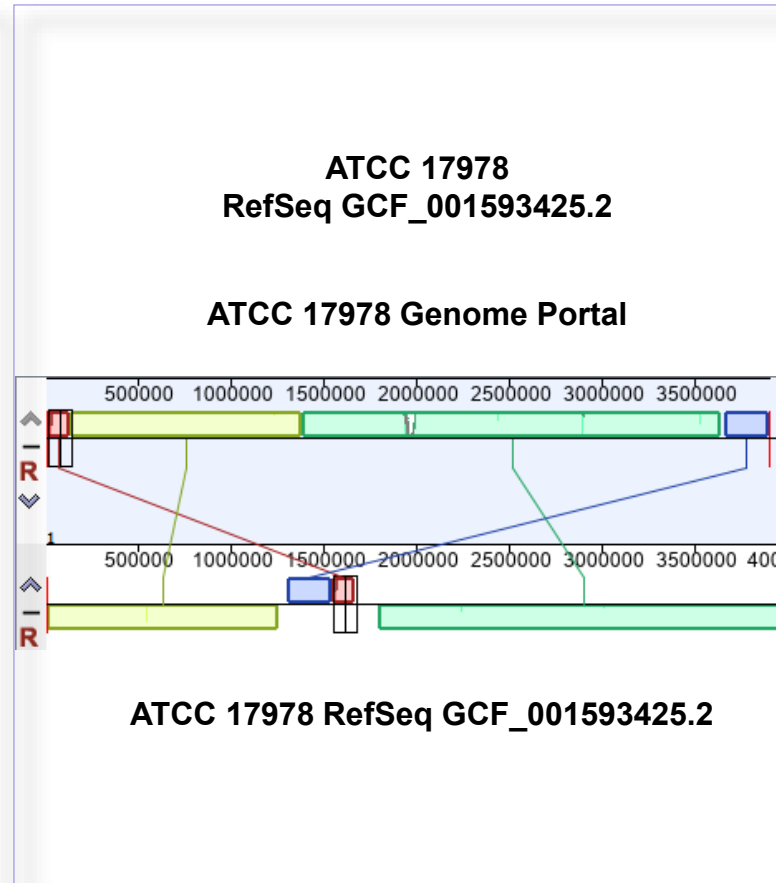 ATCC 17978
RefSeq GCF_001593425.2
ATCC 17978 Genome Portal
500000 1000000 1500000 2000000 2500000 3000000 3500000
R
1
500000 1000000 1500000 2000000 2500000 3000000 3500000 400
R
ATCC 17978 RefSeq GCF_001593425.2